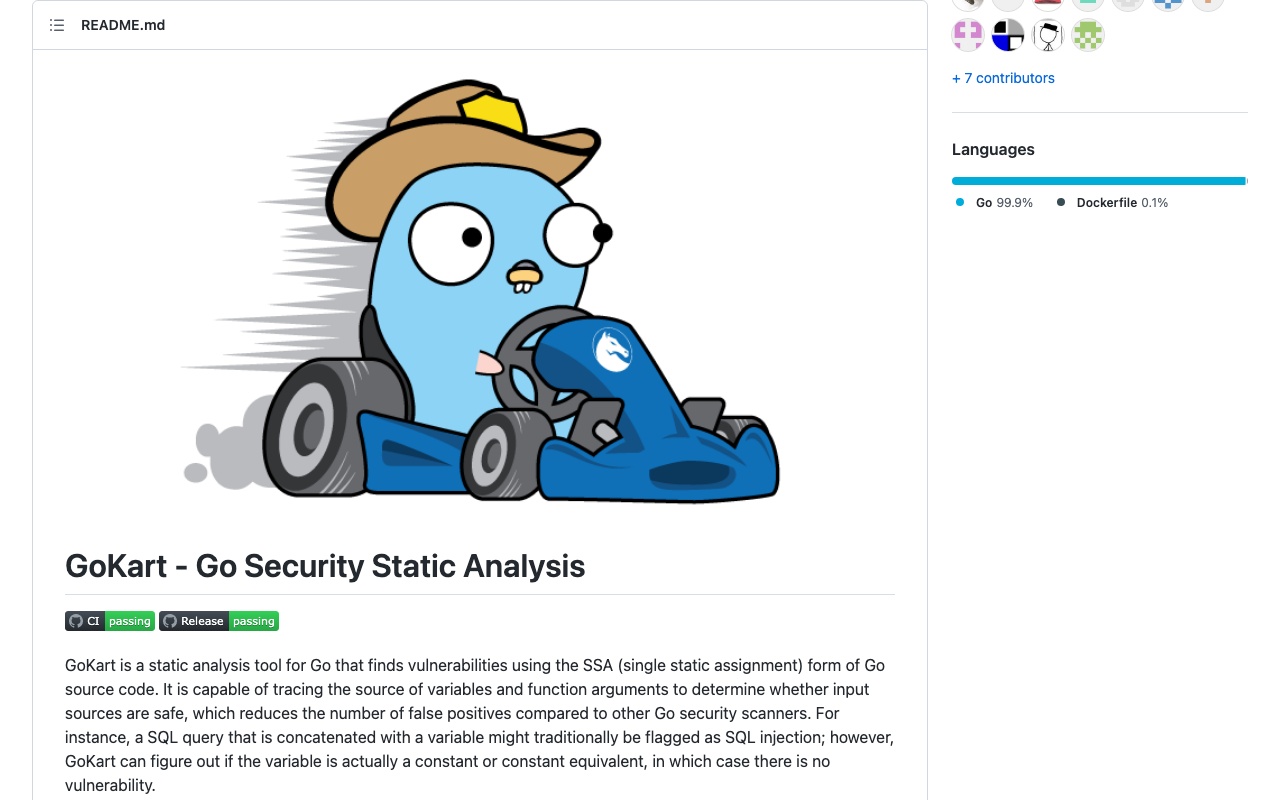 README.md
GoKart - Go Security Static Analysis
CI passing Release passing
GoKart is a static analysis tool for Go that finds vulnerabilities using the SSA (single static assignment) form of Go
source code. It is capable of tracing the source of variables and function arguments to determine whether input
sources are safe, which reduces the number of false positives compared to other Go security scanners. For
instance, a SQL query that is concatenated with a variable might traditionally be flagged as SQL injection; however,
GoKart can figure out if the variable is actually a constant or constant equivalent, in which case there is no
vulnerability.
+ 7 contributors
Languages
Go 99.9% Dockerfile 0.1%